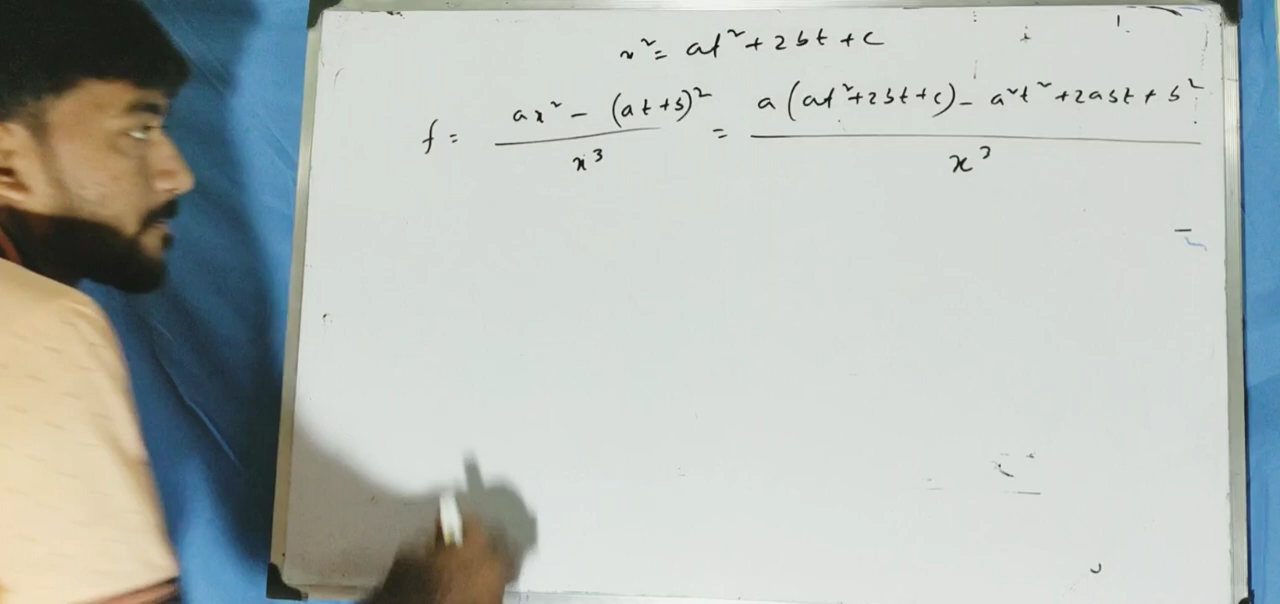 x² = at² + 2bt + c
f = (ax² - (at + b)²) / x³ = (a(at² + 2bt + c) - a²t² + 2abt + b²) / x³